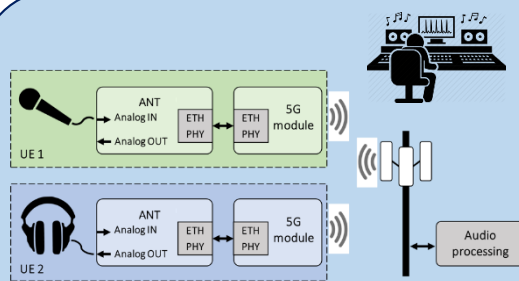 ANT
Analog IN
Analog OUT
ETH
PHY
ETH
PHY
5G
module
UE 1
ANT
Analog IN
Analog OUT
ETH
PHY
ETH
PHY
5G
module
UE 2
Audio
processing